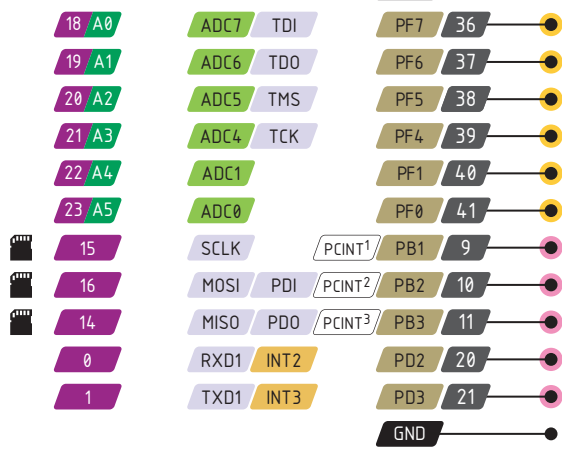 18 A0 ADC7 TDI PF7 36
19 A1 ADC6 TDO PF6 37
20 A2 ADC5 TMS PF5 38
21 A3 ADC4 TCK PF4 39
22 A4 ADC1 PF1 40
23 A5 ADC0 PF0 41
15 SCLK PCINT1 PB1 9
16 MOSI PDI PCINT2 PB2 10
14 MISO PDO PCINT3 PB3 11
0 RXD1 INT2 PD2 20
1 TXD1 INT3 PD3 21
GND